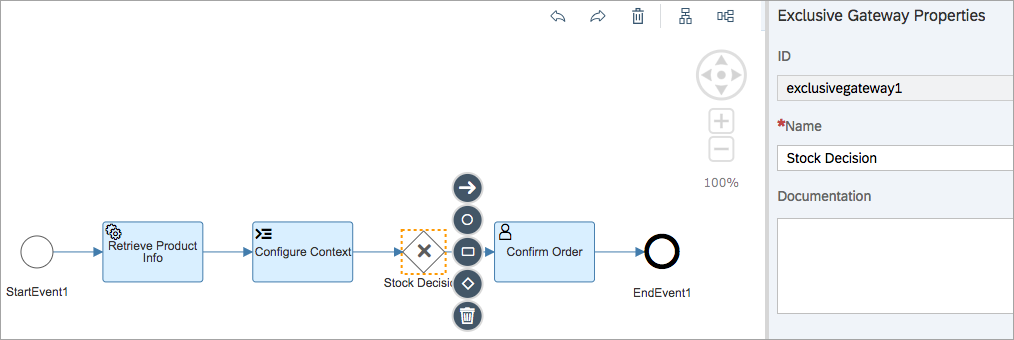 Exclusive Gateway Properties
ID
exclusivegateway1
*Name
Stock Decision
Documentation
100%
Retrieve Product
Info
Configure Context
Stock Decisio
Confirm Order
StartEvent1
EndEvent1